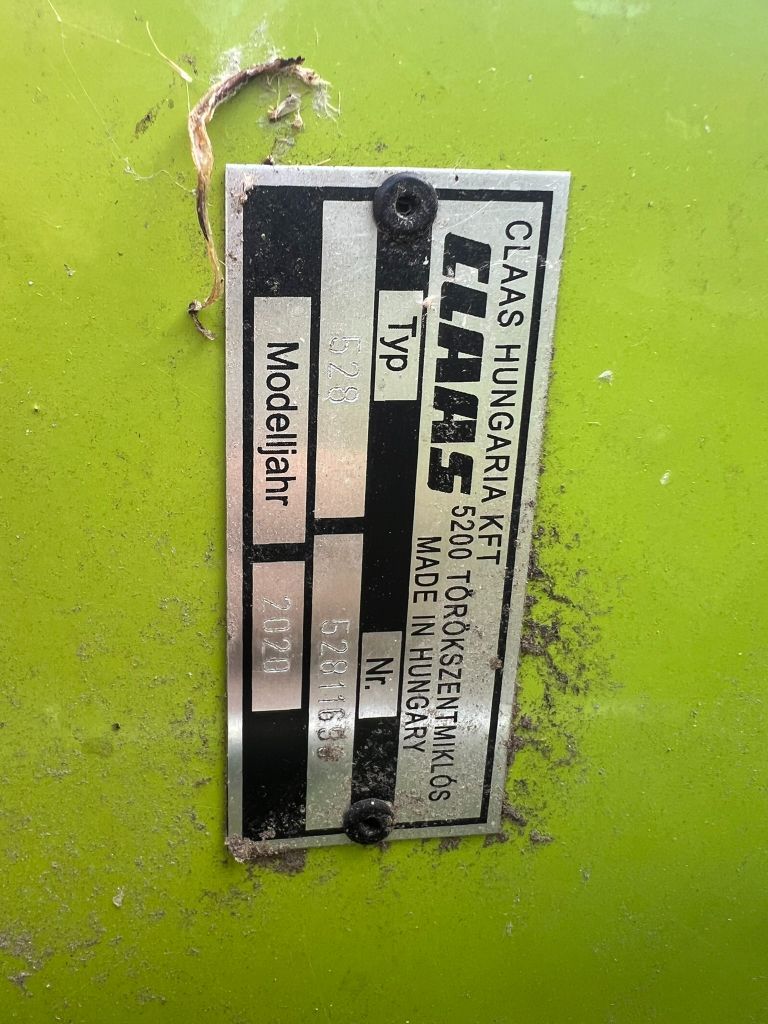 CLAAS HUNGARIA KFT
CLAAS 5200 TÖRÖKSZENTMIKLÓS
MADE IN HUNGARY
Typ Nr.
528
Modelljahr 2020